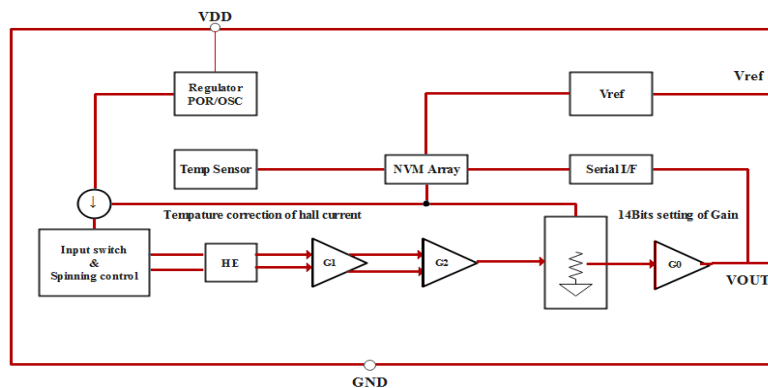 VDD
Regulator
POR/OSC
Vref
Vref
Temp Sensor
NVM Array
Serial I/F
↓
Tempature correction of hall current
14Bits setting of Gain
Input switch
&
Spinning control
HE
G1
G2
G0
VOUT
GND